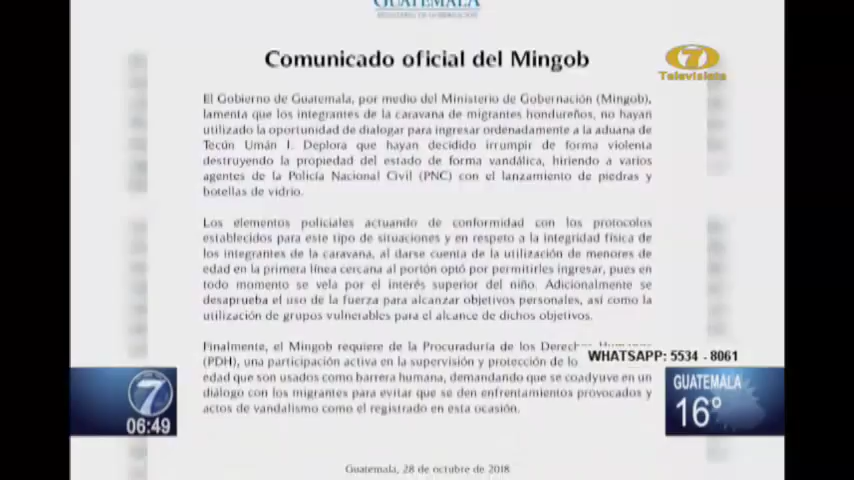 GUATEMALA
MINISTERIO DE GOBERNACIÓN
Comunicado oficial del Mingob
7
Televisiete
El Gobierno de Guatemala, por medio del Ministerio de Gobernación (Mingob),
lamenta que los integrantes de la caravana de migrantes hondureños, no hayan
utilizado la oportunidad de dialogar para ingresar ordenadamente a la aduana de
Tecún Umán I. Deplora que hayan decidido irrumpir de forma violenta
destruyendo la propiedad del estado de forma vandálica, hiriendo a varios
agentes de la Policía Nacional Civil (PNC) con el lanzamiento de piedras y
botellas de vidrio.
Los elementos policiales actuando de conformidad con los protocolos
establecidos para este tipo de situaciones y en respeto a la integridad física de
los integrantes de la caravana, al darse cuenta de la utilización de menores de
edad en la primera línea cercana al portón optó por permitirles ingresar, pues en
todo momento se vela por el interés superior del niño. Adicionalmente se
desaprueba el uso de la fuerza para alcanzar objetivos personales, así como la
utilización de grupos vulnerables para el alcance de dichos objetivos.
Finalmente, el Mingob requiere de la Procuraduría de los Derechos Humanos
(PDH), una participación activa en la supervisión y protección de lo
WHATSAPP: 5534 - 8061
edad que son usados como barrera humana, demandando que se coadyuve en un
diálogo con los migrantes para evitar que se den enfrentamientos provocados y
actos de vandalismo como el registrado en esta ocasión.
7
06:49
GUATEMALA
16°
Guatemala, 28 de octubre de 2018